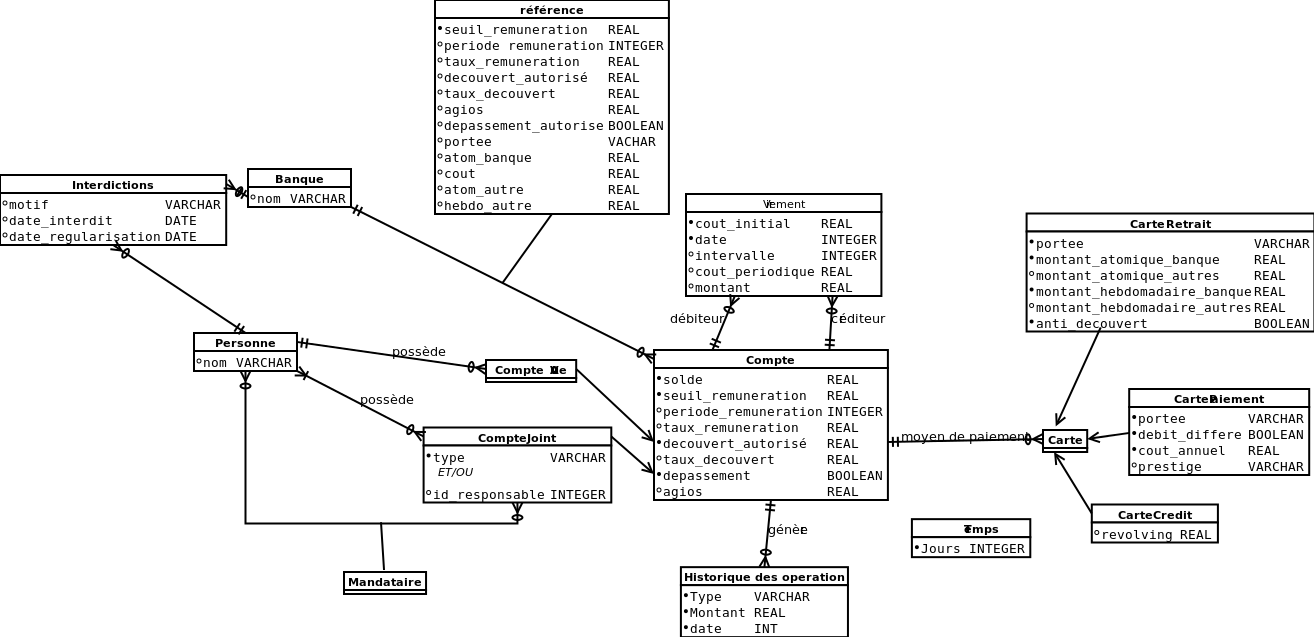 référence
seuil_remuneration REAL
periode remuneration INTEGER
taux_remuneration REAL
decouvert_autorisé REAL
taux_decouvert REAL
agios REAL
depassement_autorise BOOLEAN
portee VACHAR
atom_banque REAL
cout REAL
atom_autre REAL
hebdo_autre REAL
Interdictions
motif VARCHAR
date_interdit DATE
date_regularisation DATE
Banque
nom VARCHAR
cout_initial REAL
date INTEGER
intervalle INTEGER
cout_periodique REAL
montant REAL
débiteur
créditeur
CarteRetrait
portee VARCHAR
montant_atomique_banque REAL
montant_atomique_autres REAL
montant_hebdomadaire_banque REAL
montant_hebdomadaire_autres REAL
anti_decouvert BOOLEAN
Personne
nom VARCHAR
possède
Compte
possède
CompteJoint
type VARCHAR
ET/OU
id_responsable INTEGER
Compte
solde REAL
seuil_remuneration REAL
periode_remuneration INTEGER
taux_remuneration REAL
decouvert_autorisé REAL
taux_decouvert REAL
depassement BOOLEAN
agios REAL
moyen de paiement
Carte
CartePaiement
portee VARCHAR
debit_differe BOOLEAN
cout_annuel REAL
prestige VARCHAR
CarteCredit
revolving REAL
Temps
Jours INTEGER
génère
Historique des operation
Type VARCHAR
Montant REAL
date INT
Mandataire